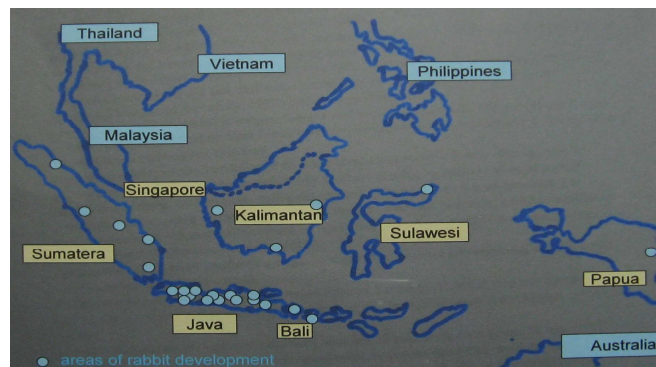 Thailand
Vietnam
Philippines
Malaysia
Singapore
Kalimantan
Sulawesi
Sumatera
Papua
Java
Bali
Australia
areas of rabbit development